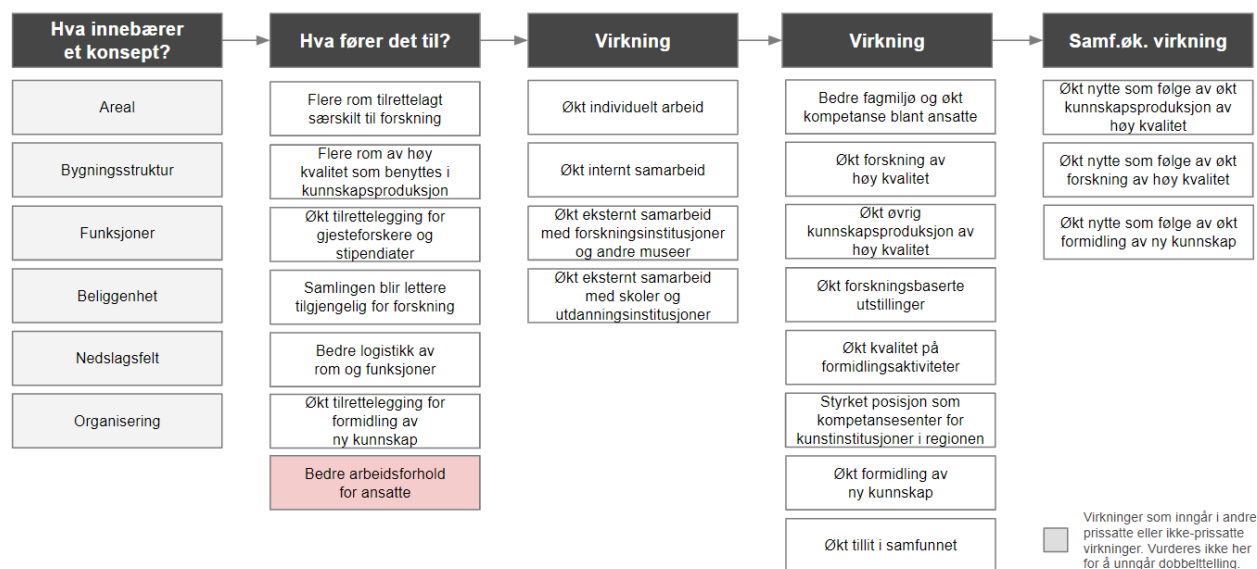 Hva innebærer
et konsept?
Hva fører det til?
Virkning
Virkning
Samf.øk. virkning
Areal
Bygningsstruktur
Funksjoner
Beliggenhet
Nedslagsfelt
Organisering
Flere rom tilrettelagt
særskilt til forskning
Flere rom av høy
kvalitet som benyttes i
kunnskapsproduksjon
Økt tilrettelegging for
gjesteforskere og
stipendiater
Samlingen blir lettere
tilgjengelig for forskning
Bedre logistikk av
rom og funksjoner
Økt tilrettelegging for
formidling av
ny kunnskap
Bedre arbeidsforhold
for ansatte
Økt individuelt arbeid
Økt internt samarbeid
Økt eksternt samarbeid
med forskningsinstitusjoner
og andre museer
Økt eksternt samarbeid
med skoler og
utdanningsinstitusjoner
Bedre fagmiljø og økt
kompetanse blant ansatte
Økt forskning av
høy kvalitet
Økt øvrig
kunnskapsproduksjon av
høy kvalitet
Økt forskningsbaserte
utstillinger
Økt kvalitet på
formidlingsaktiviteter
Styrket posisjon som
kompetansesenter for
kunstinstitusjoner i regionen
Økt formidling av
ny kunnskap
Økt tillit i samfunnet
Økt nytte som følge av økt
kunnskapsproduksjon av
høy kvalitet
Økt nytte som følge av økt
forskning av høy kvalitet
Økt nytte som følge av økt
formidling av ny kunnskap
Virkninger som inngår i andre
prissatte eller ikke-prissatte
virkninger. Vurderes ikke her
for å unngår dobbelttelling.